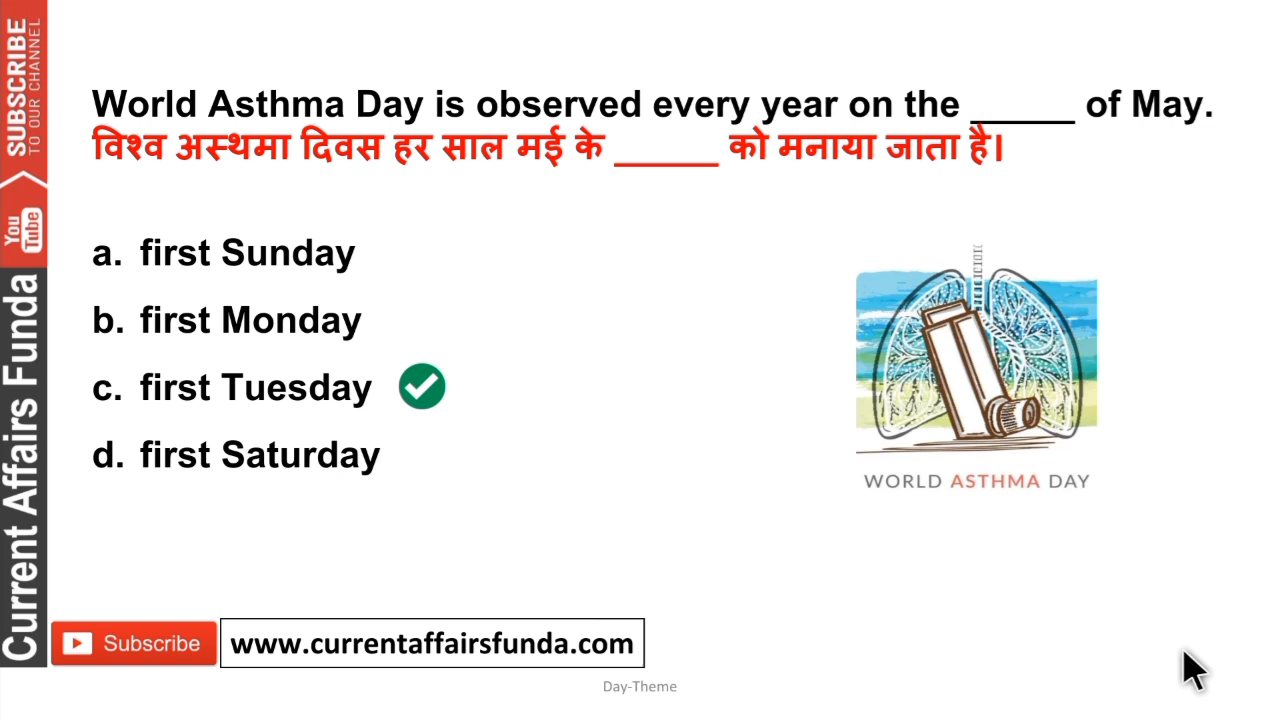 World Asthma Day is observed every year on the ______ of May.
विश्व अस्थमा दिवस हर साल मई के ______ को मनाया जाता है।
a. first Sunday
b. first Monday
c. first Tuesday
d. first Saturday
WORLD ASTHMA DAY
SUBSCRIBE
TO OUR CHANNEL
You
Tube
Current Affairs Funda
Subscribe
www.currentaffairsfunda.com
Day-Theme